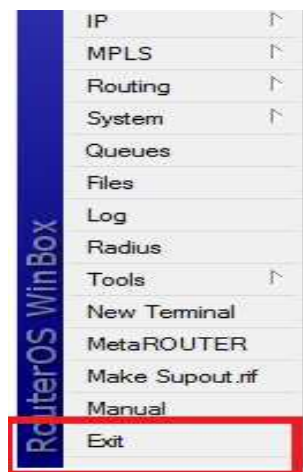 IP
MPLS
Routing
System
Queues
Files
Log
Radius
Tools
New Terminal
MetaROUTER
Make Supout.rif
Manual
Exit
RouterOS WinBox